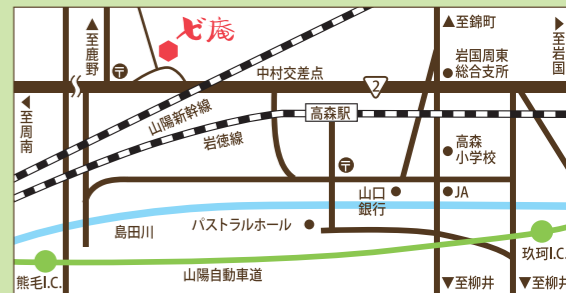 ▲至鹿野
ど庵
▲至錦町
▶至岩国
岩国周東
総合支所
〒
中村交差点
2
◀至周南
山陽新幹線
高森駅
岩徳線
高森
小学校
〒
山口
銀行
JA
島田川
パストラルホール
玖珂I.C.
熊毛I.C.
山陽自動車道
▼至柳井
▼至柳井